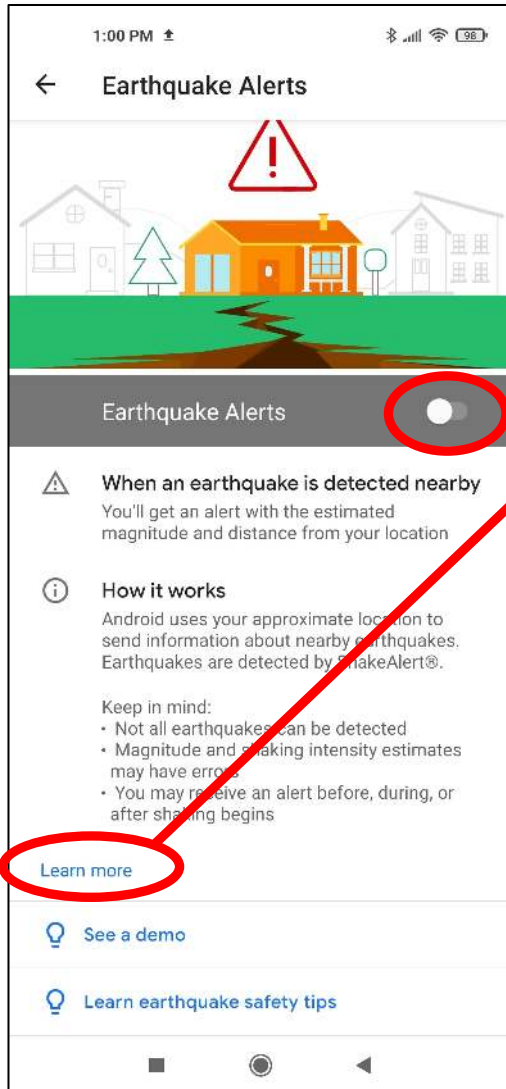 1:00 PM
98
Earthquake Alerts
!
Earthquake Alerts
When an earthquake is detected nearby
You'll get an alert with the estimated
magnitude and distance from your location
How it works
Android uses your approximate location to
send information about nearby earthquakes.
Earthquakes are detected by ShakeAlert®.
Keep in mind:
• Not all earthquakes can be detected
• Magnitude and shaking intensity estimates
may have errors
• You may receive an alert before, during, or
after shaking begins
Learn more
See a demo
Learn earthquake safety tips